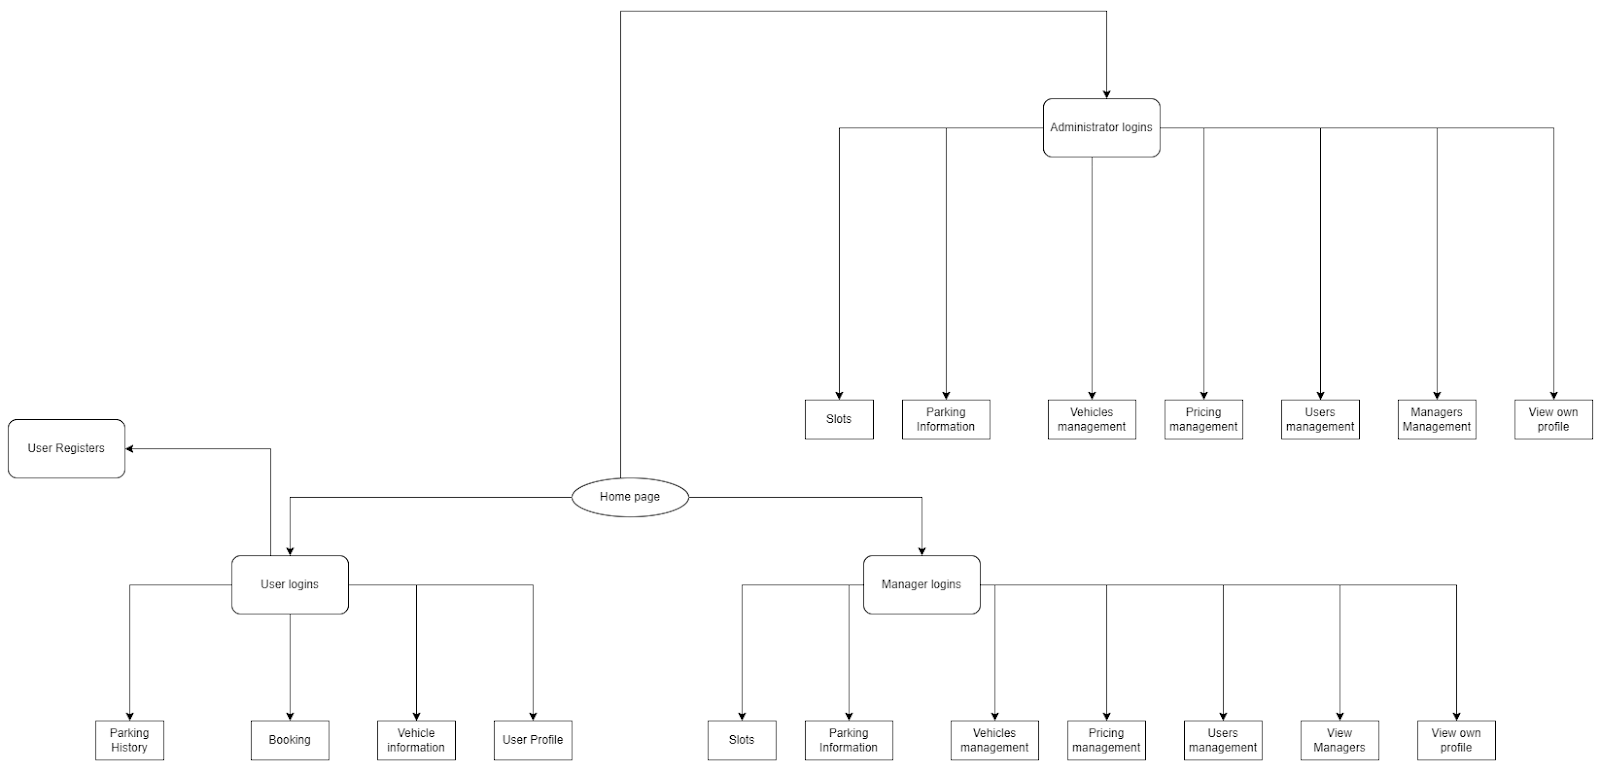 Administrator logins
Slots
Parking
Information
Vehicles
management
Pricing
management
Users
management
Managers
Management
View own
profile
User Registers
Home page
User logins
Manager logins
Parking
History
Booking
Vehicle
information
User Profile
Slots
Parking
Information
Vehicles
management
Pricing
management
Users
management
View
Managers
View own
profile